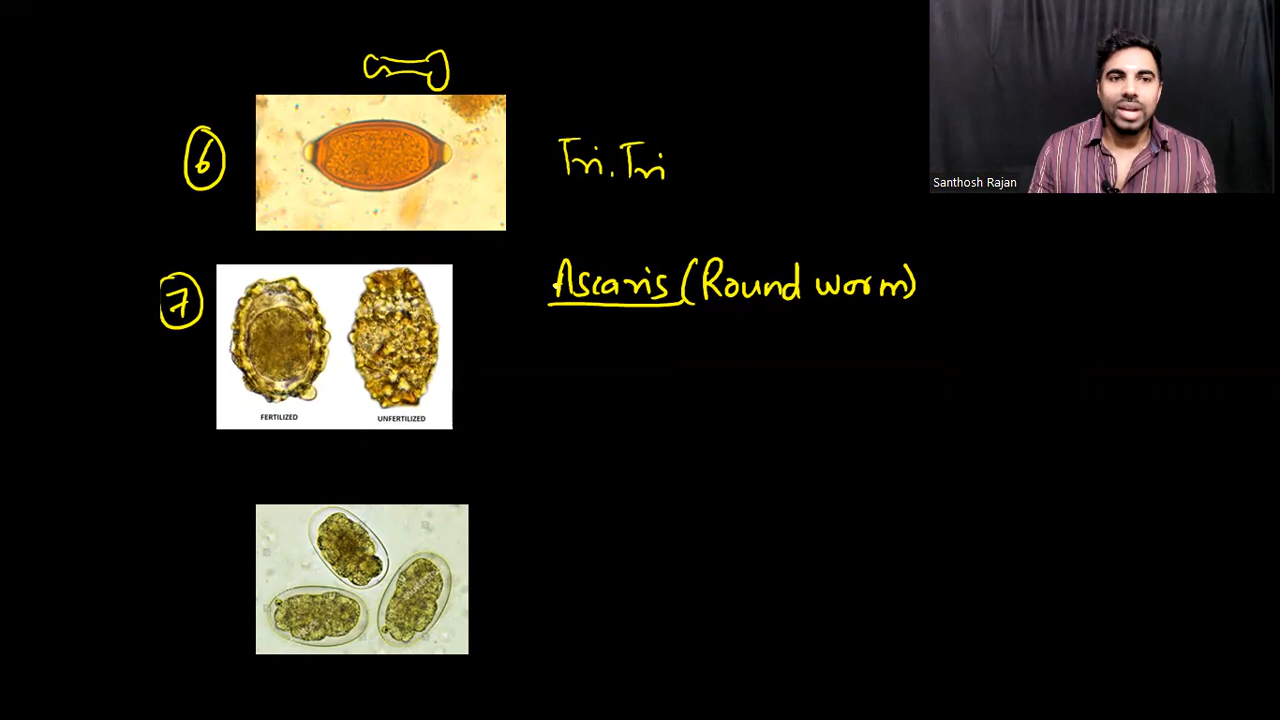 Santhosh Rajan
6
Tri. Tri
7
Ascaris (Round worm)
FERTILIZED
UNFERTILIZED